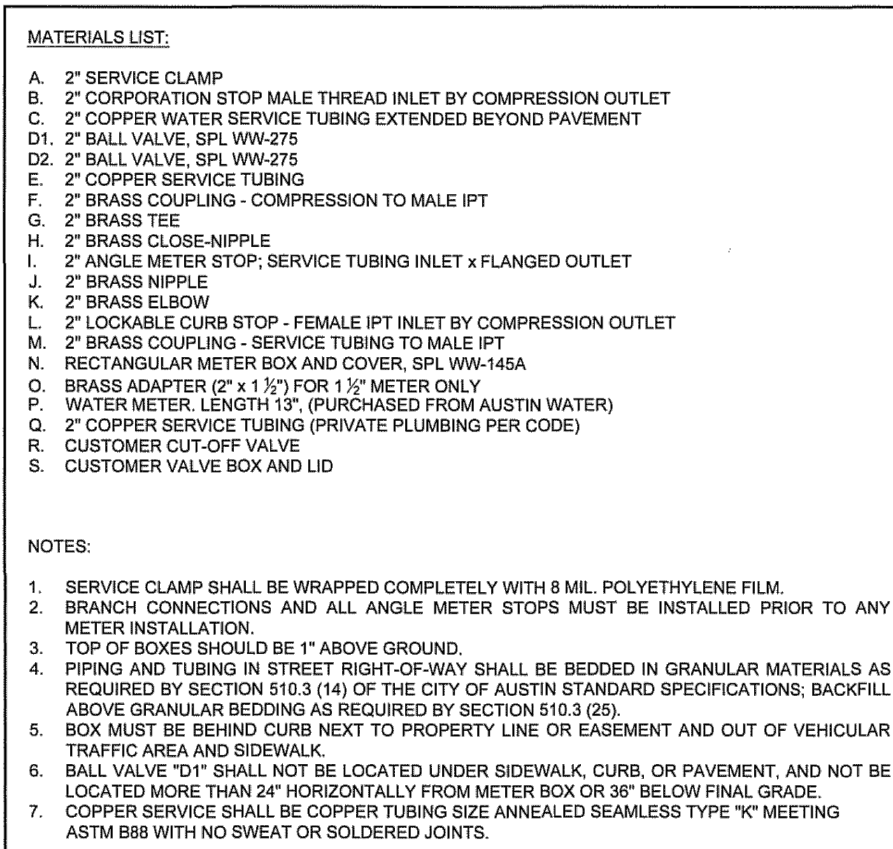 MATERIALS LIST:
A. 2" SERVICE CLAMP
B. 2" CORPORATION STOP MALE THREAD INLET BY COMPRESSION OUTLET
C. 2" COPPER WATER SERVICE TUBING EXTENDED BEYOND PAVEMENT
D1. 2" BALL VALVE, SPL WW-275
D2. 2" BALL VALVE, SPL WW-275
E. 2" COPPER SERVICE TUBING
F. 2" BRASS COUPLING - COMPRESSION TO MALE IPT
G. 2" BRASS TEE
H. 2" BRASS CLOSE-NIPPLE
I. 2" ANGLE METER STOP; SERVICE TUBING INLET x FLANGED OUTLET
J. 2" BRASS NIPPLE
K. 2" BRASS ELBOW
L. 2" LOCKABLE CURB STOP - FEMALE IPT INLET BY COMPRESSION OUTLET
M. 2" BRASS COUPLING - SERVICE TUBING TO MALE IPT
N. RECTANGULAR METER BOX AND COVER, SPL WW-145A
O. BRASS ADAPTER (2" x 1 ½") FOR 1 ½" METER ONLY
P. WATER METER. LENGTH 13", (PURCHASED FROM AUSTIN WATER)
Q. 2" COPPER SERVICE TUBING (PRIVATE PLUMBING PER CODE)
R. CUSTOMER CUT-OFF VALVE
S. CUSTOMER VALVE BOX AND LID
NOTES:
1. SERVICE CLAMP SHALL BE WRAPPED COMPLETELY WITH 8 MIL. POLYETHYLENE FILM.
2. BRANCH CONNECTIONS AND ALL ANGLE METER STOPS MUST BE INSTALLED PRIOR TO ANY
METER INSTALLATION.
3. TOP OF BOXES SHOULD BE 1" ABOVE GROUND.
4. PIPING AND TUBING IN STREET RIGHT-OF-WAY SHALL BE BEDDED IN GRANULAR MATERIALS AS
REQUIRED BY SECTION 510.3 (14) OF THE CITY OF AUSTIN STANDARD SPECIFICATIONS; BACKFILL
ABOVE GRANULAR BEDDING AS REQUIRED BY SECTION 510.3 (25).
5. BOX MUST BE BEHIND CURB NEXT TO PROPERTY LINE OR EASEMENT AND OUT OF VEHICULAR
TRAFFIC AREA AND SIDEWALK.
6. BALL VALVE "D1" SHALL NOT BE LOCATED UNDER SIDEWALK, CURB, OR PAVEMENT, AND NOT BE
LOCATED MORE THAN 24" HORIZONTALLY FROM METER BOX OR 36" BELOW FINAL GRADE.
7. COPPER SERVICE SHALL BE COPPER TUBING SIZE ANNEALED SEAMLESS TYPE "K" MEETING
ASTM B88 WITH NO SWEAT OR SOLDERED JOINTS.